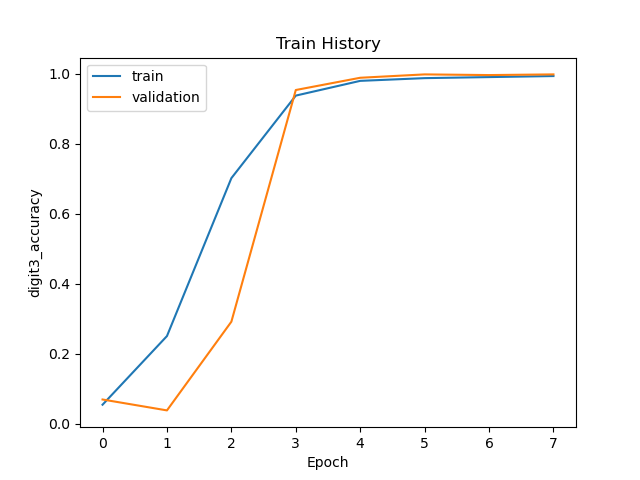 Train History
train
validation
1.0
0.8
0.6
0.4
0.2
0.0
digit3_accuracy
0 1 2 3 4 5 6 7
Epoch